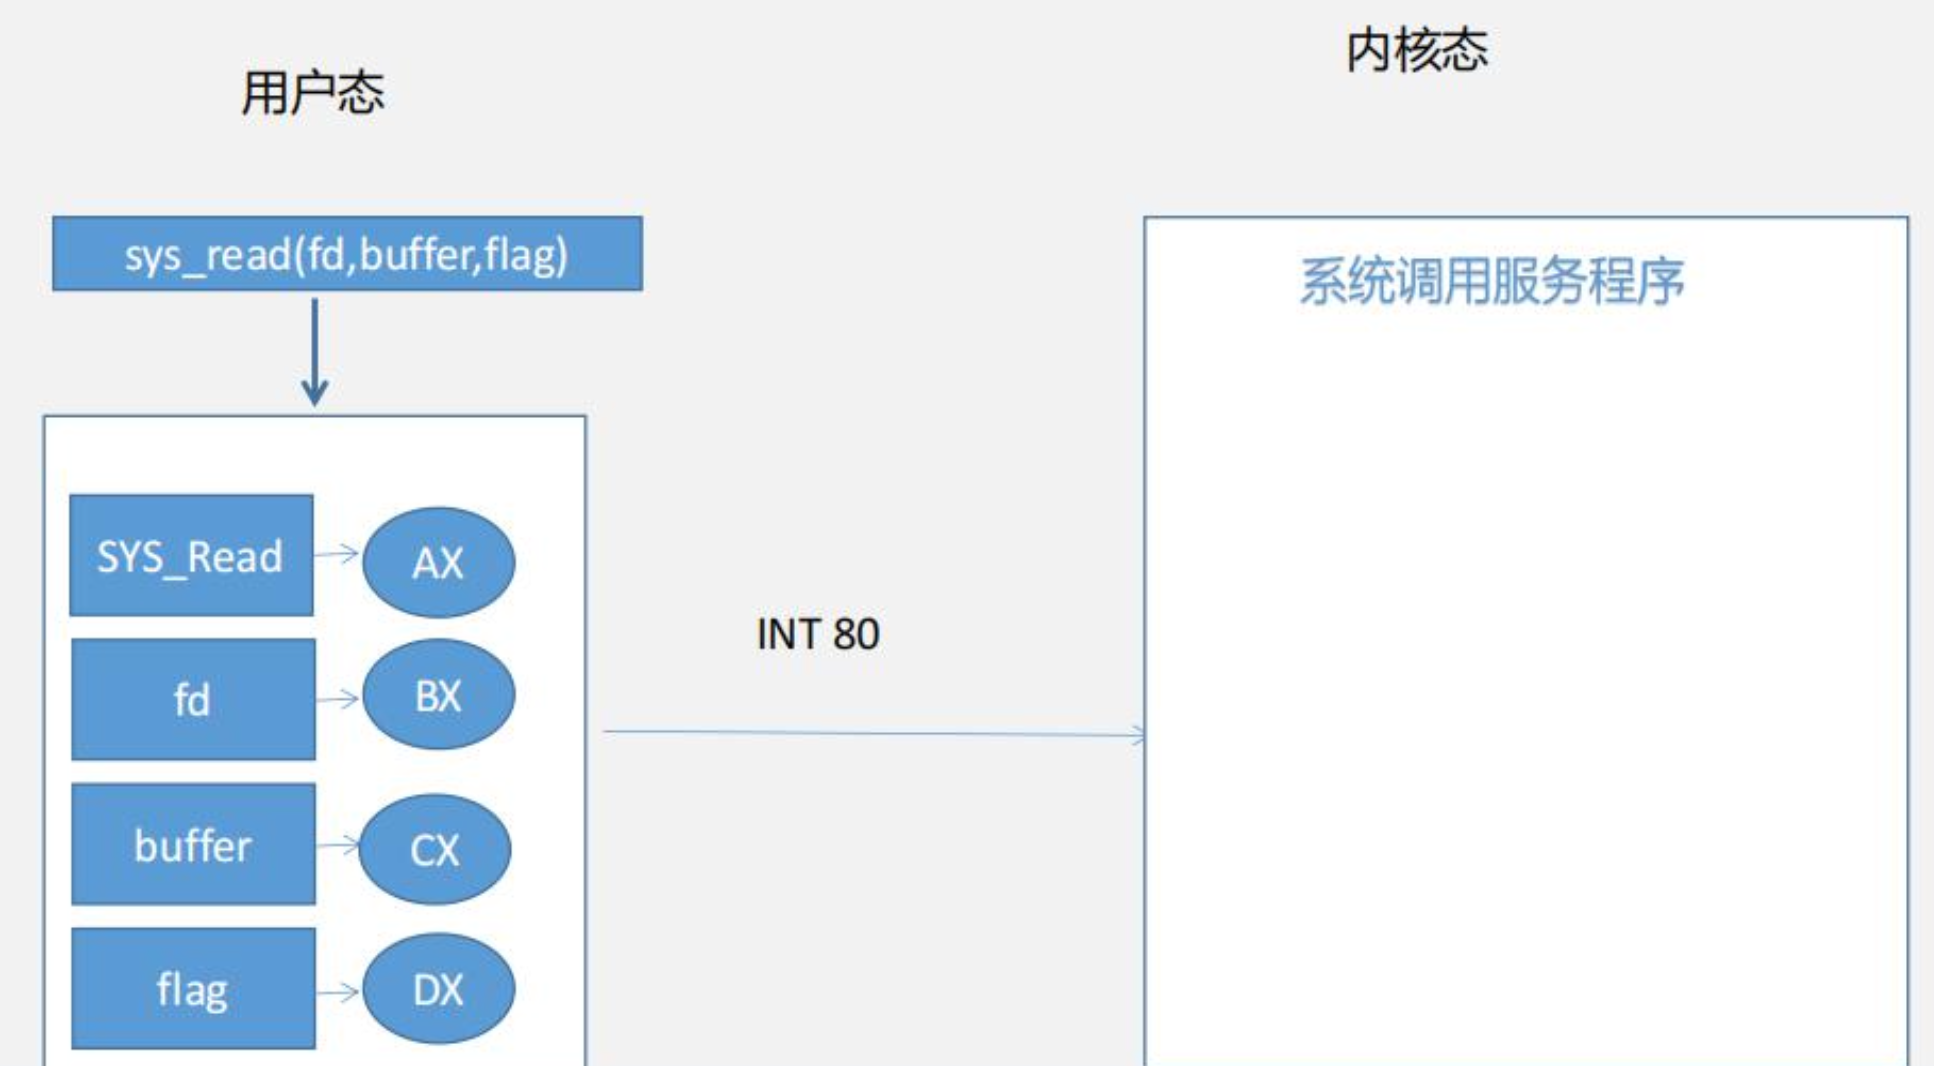 用户态
内核态
sys_read(fd,buffer,flag)
系统调用服务程序
SYS_Read
AX
fd
BX
INT 80
buffer
CX
flag
DX